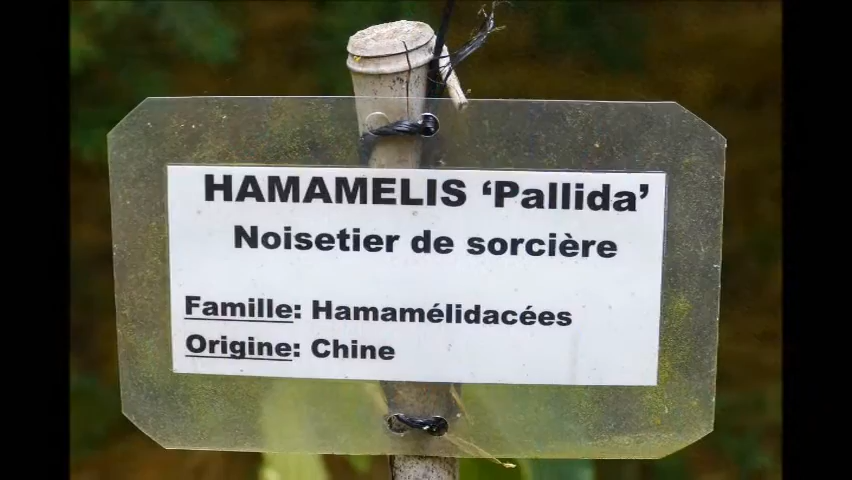 HAMAMELIS ‘Pallida’
Noisetier de sorcière
Famille: Hamamélidacées
Origine: Chine